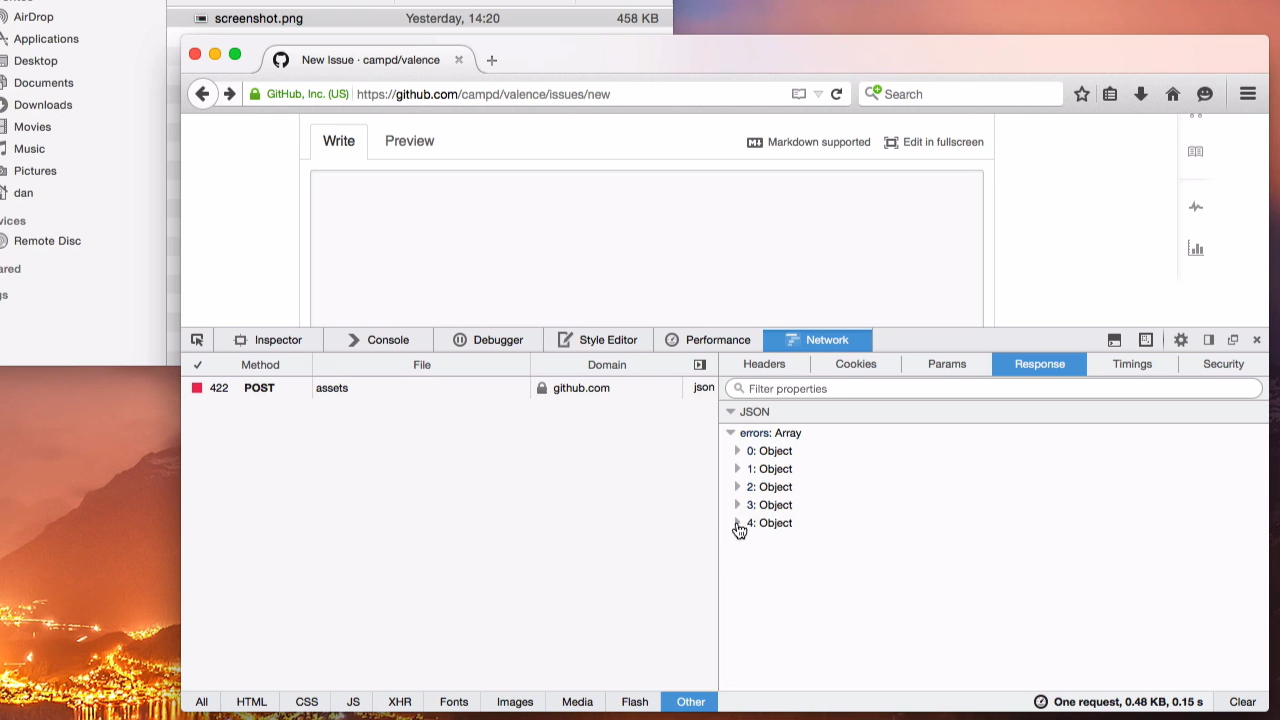 AirDrop
Applications
Desktop
Documents
Downloads
Movies
Music
Pictures
dan
Remote Disc
screenshot.png Yesterday, 14:20 458 KB
New Issue · campd/valence
GitHub, Inc. (US) https://github.com/campd/valence/issues/new Search
Write Preview Markdown supported Edit in fullscreen
Inspector Console Debugger Style Editor Performance Network
Method File Domain Headers Cookies Params Response Timings Security
422 POST assets github.com json
Filter properties
JSON
errors: Array
0: Object
1: Object
2: Object
3: Object
4: Object
All HTML CSS JS XHR Fonts Images Media Flash Other One request, 0.48 KB, 0.15 s Clear